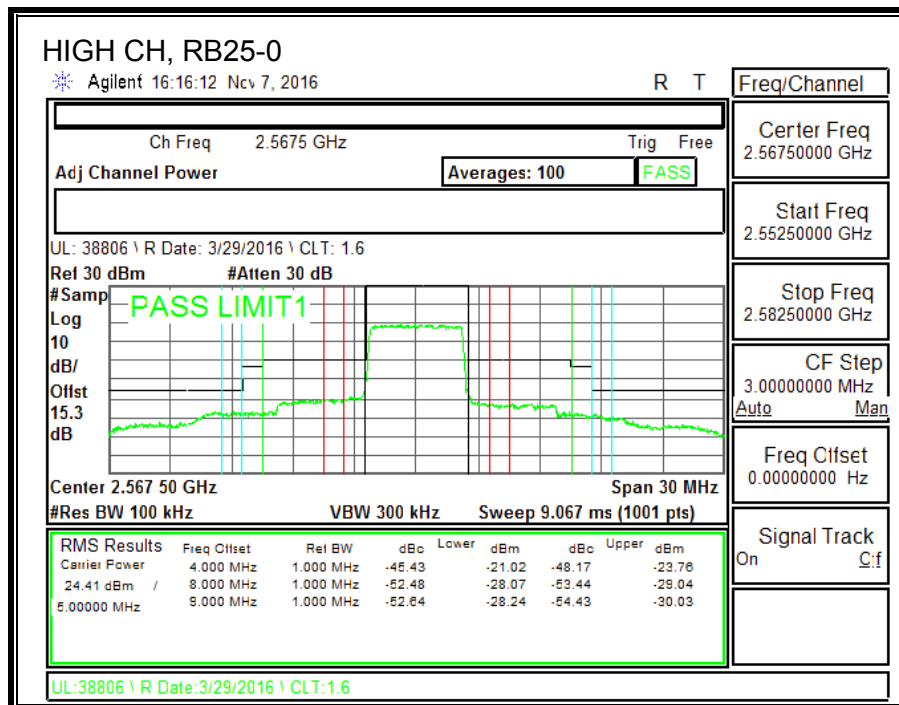 HIGH CH, RB25-0
Agilent 16:16:12 Nov 7, 2016 R T
Ch Freq 2.5675 GHz Trig Free
Adj Channel Power Averages: 100 PASS
UL: 38806 \ R Date: 3/29/2016 \ CLT: 1.6
Ref 30 dBm #Atten 30 dB
#Samp
Log
10
dB/
Offst
15.3
dB
PASS LIMIT1
Center 2.567 50 GHz Span 30 MHz
#Res BW 100 kHz VBW 300 kHz Sweep 9.067 ms (1001 pts)
RMS Results Freq Offset Ref BW dBc Lower dBm dBc Upper dBm
Carrier Power 4.000 MHz 1.000 MHz -45.43 -21.02 -48.17 -23.76
24.41 dBm / 8.000 MHz 1.000 MHz -52.48 -28.07 -53.44 -29.04
5.00000 MHz 9.000 MHz 1.000 MHz -52.64 -28.24 -54.43 -30.03
UL:38806 \ R Date:3/29/2016 \ CLT:1.6
Freq/Channel
Center Freq
2.56750000 GHz
Start Freq
2.55250000 GHz
Stop Freq
2.58250000 GHz
CF Step
3.00000000 MHz
Auto Man
Freq Offset
0.00000000 Hz
Signal Track
On Off